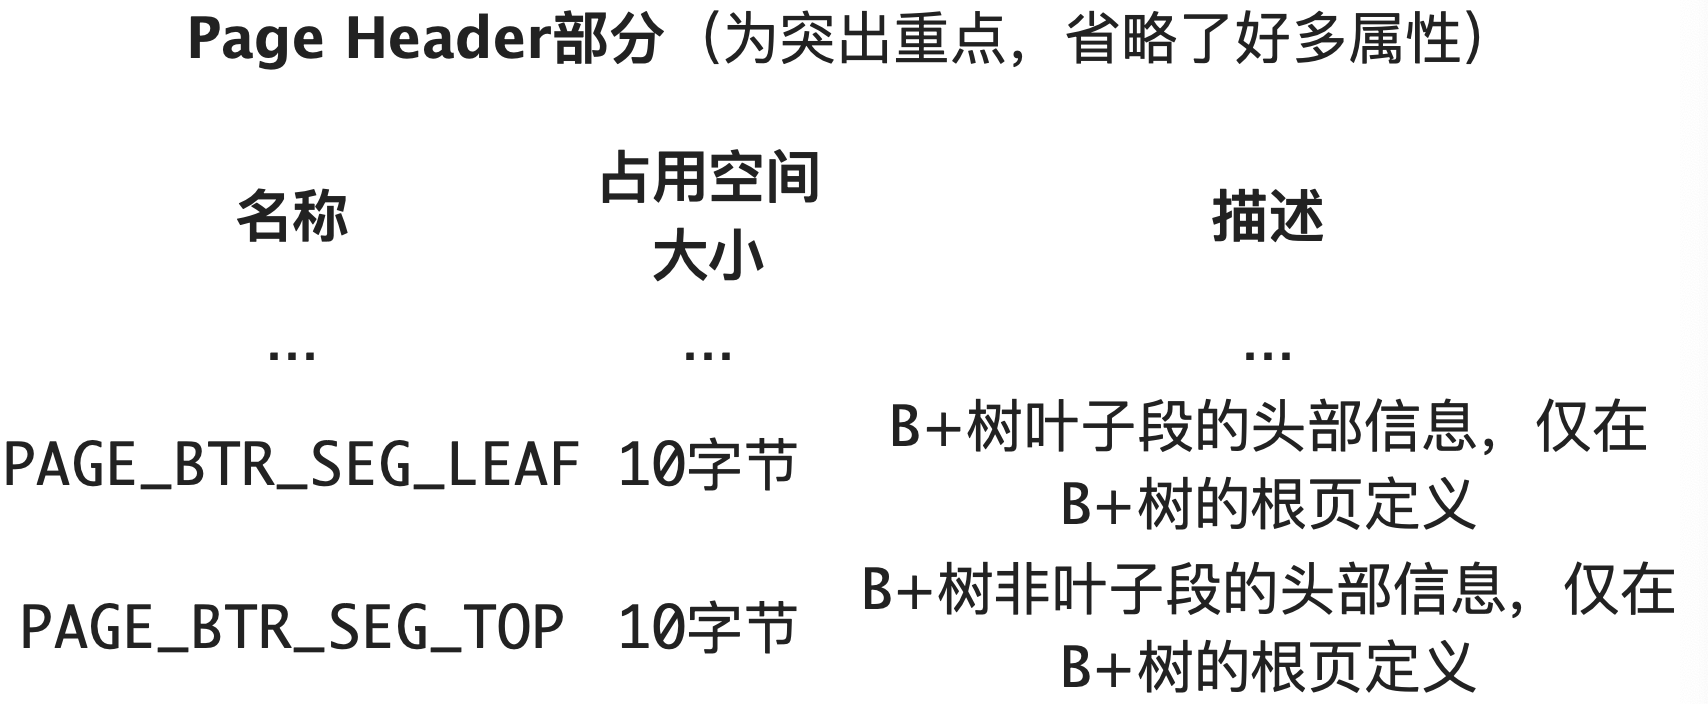 Page Header部分（为突出重点，省略了好多属性）
名称
占用空间
大小
描述
...
...
...
PAGE_BTR_SEG_LEAF
10字节
B+树叶子段的头部信息，仅在
B+树的根页定义
PAGE_BTR_SEG_TOP
10字节
B+树非叶子段的头部信息，仅在
B+树的根页定义